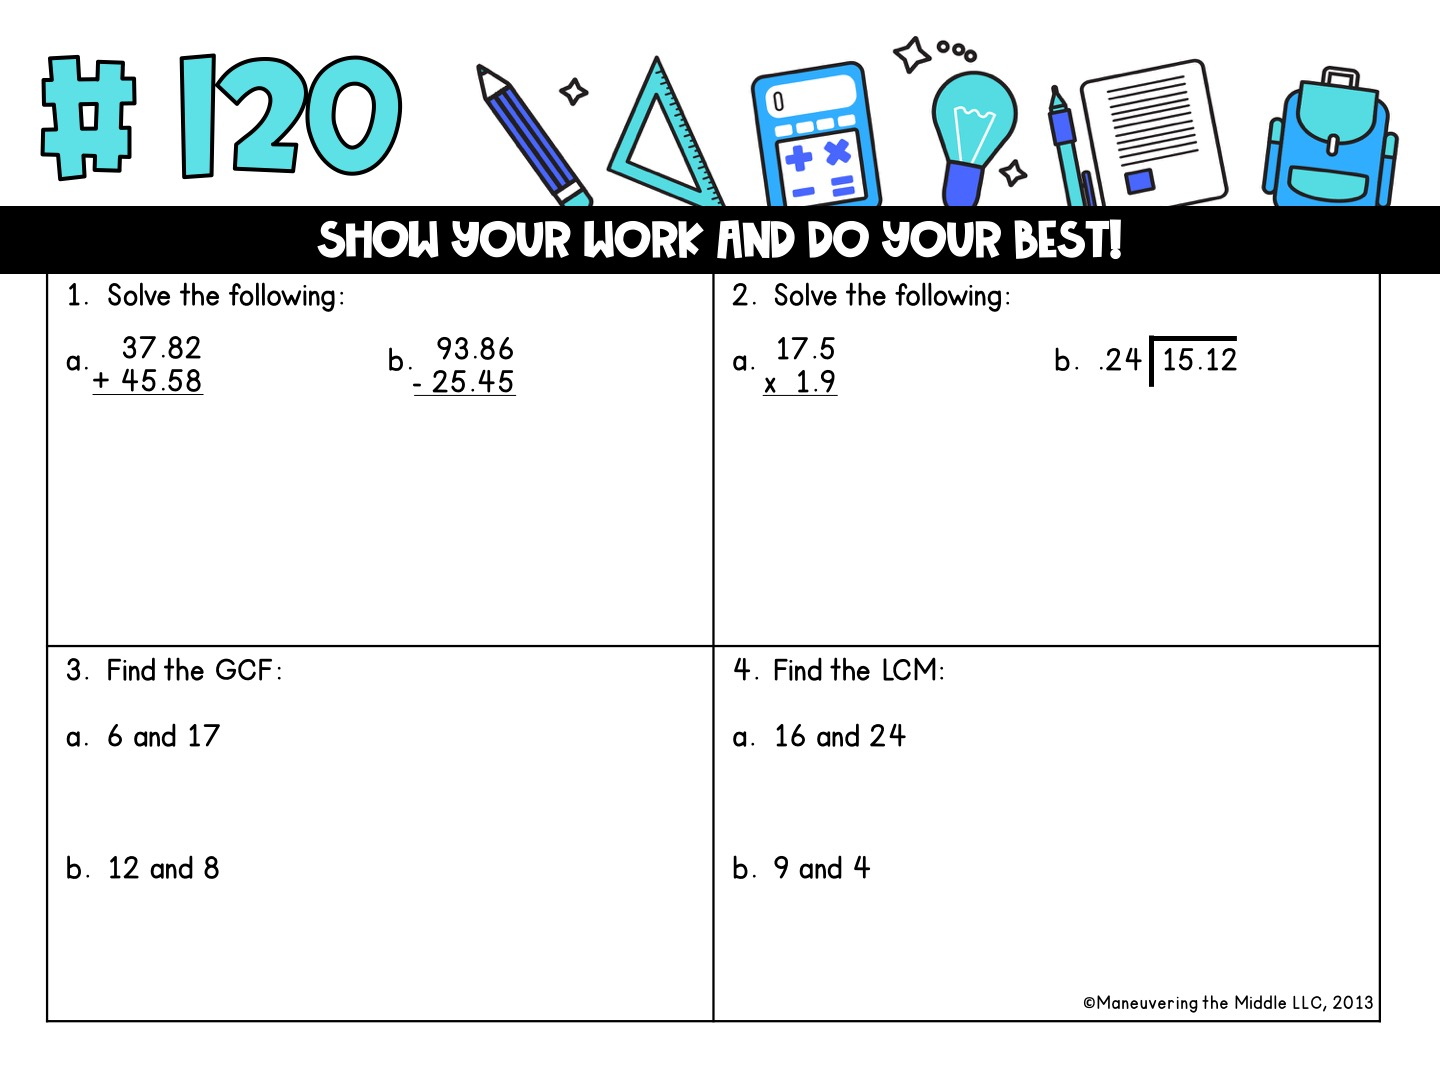 # 120
0
SHOW YOUR WORK AND DO YOUR BEST!
1. Solve the following:
a. 37.82
+ 45.58
b. 93.86
- 25.45
2. Solve the following:
a. 17.5
x 1.9
b. .24 15.12
3. Find the GCF:
a. 6 and 17
b. 12 and 8
4. Find the LCM:
a. 16 and 24
b. 9 and 4
©Maneuvering the Middle LLC, 2013